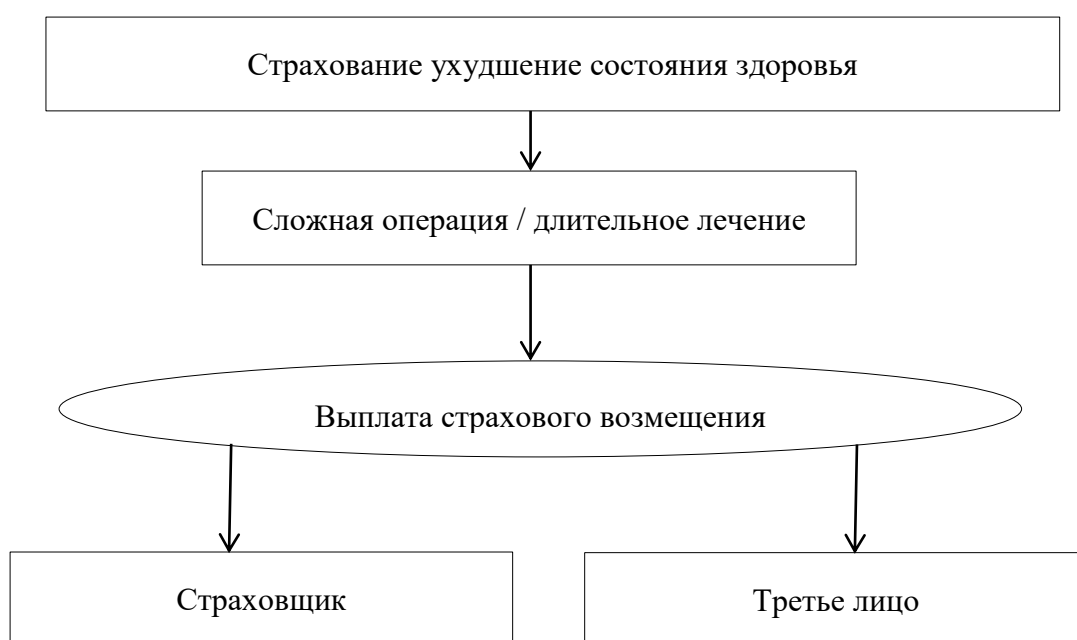 Страхование ухудшение состояния здоровья
Сложная операция / длительное лечение
Выплата страхового возмещения
Страховщик
Третье лицо